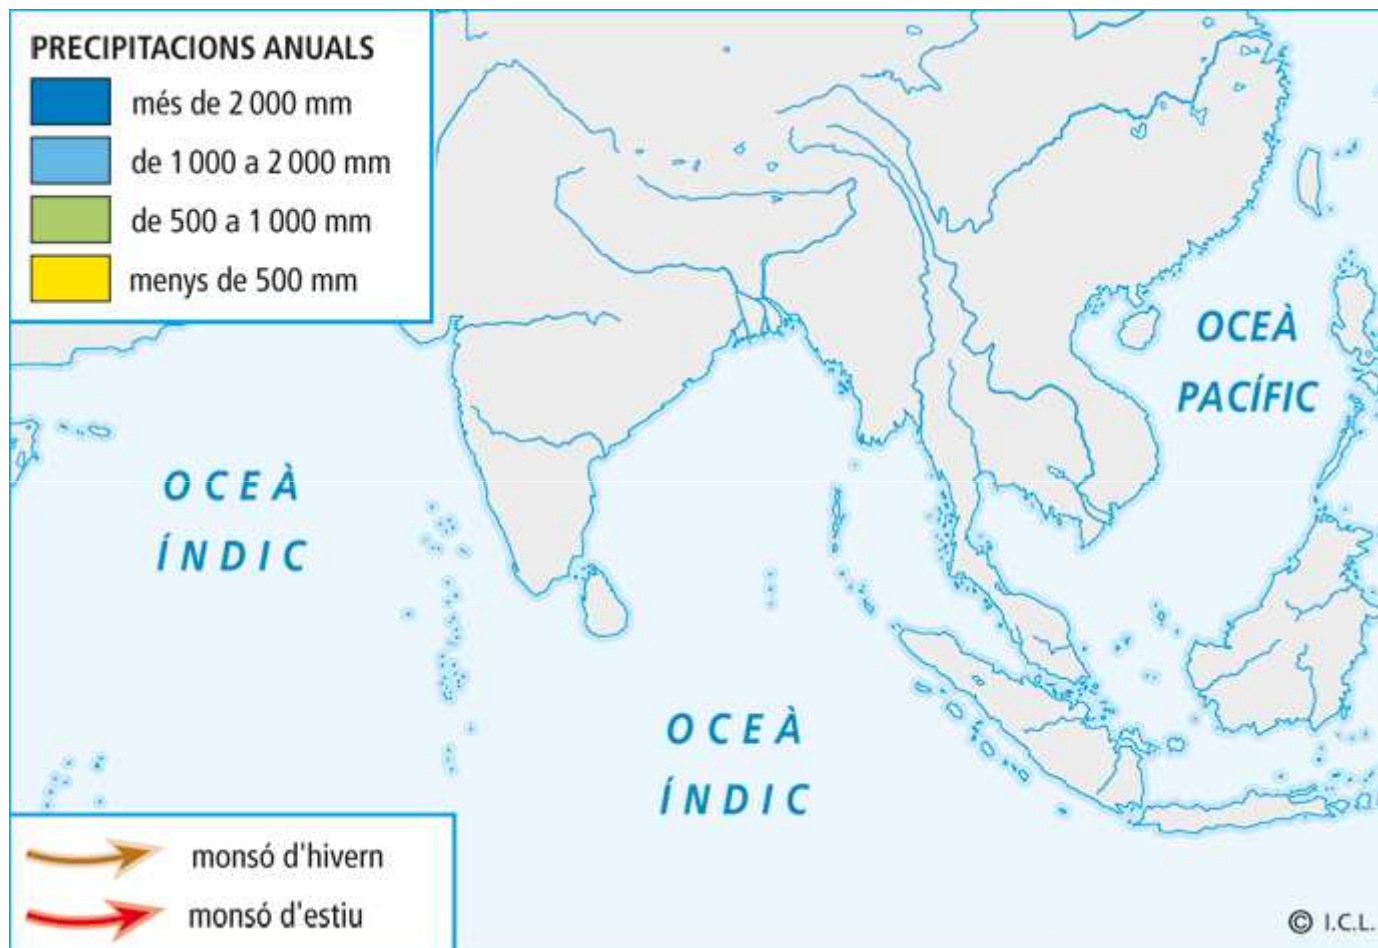 PRECIPITACIONS ANUALS
més de 2 000 mm
de 1 000 a 2 000 mm
de 500 a 1 000 mm
menys de 500 mm
OCEÀ
PACÍFIC
OCEÀ
ÍNDIC
OCEÀ
ÍNDIC
monsó d'hivern
monsó d'estiu
© I.C.L.